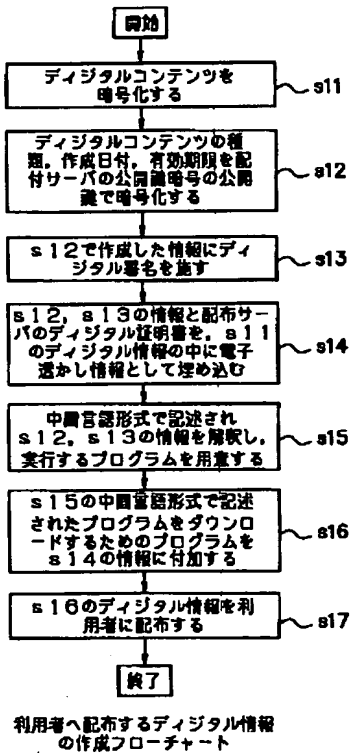 開始
ディジタルコンテンツを
暗号化する
s11
ディジタルコンテンツの種
類，作成日付，有効期限を配
付サーバの公開鍵暗号の公開
鍵で暗号化する
s12
s12で作成した情報にディ
ジタル署名を施す
s13
s12，s13の情報と配布サー
バのディジタル証明書を，s11
のディジタル情報の中に電子
透かし情報として埋め込む
s14
中間言語形式で記述され
s12，s13の情報を解釈し，
実行するプログラムを用意する
s15
s15の中間言語形式で記述
されたプログラムをダウンロ
ードするためのプログラムを
s14の情報に付加する
s16
s16のディジタル情報を利
用者に配布する
s17
終了
利用者へ配布するディジタル情報
の作成フローチャート